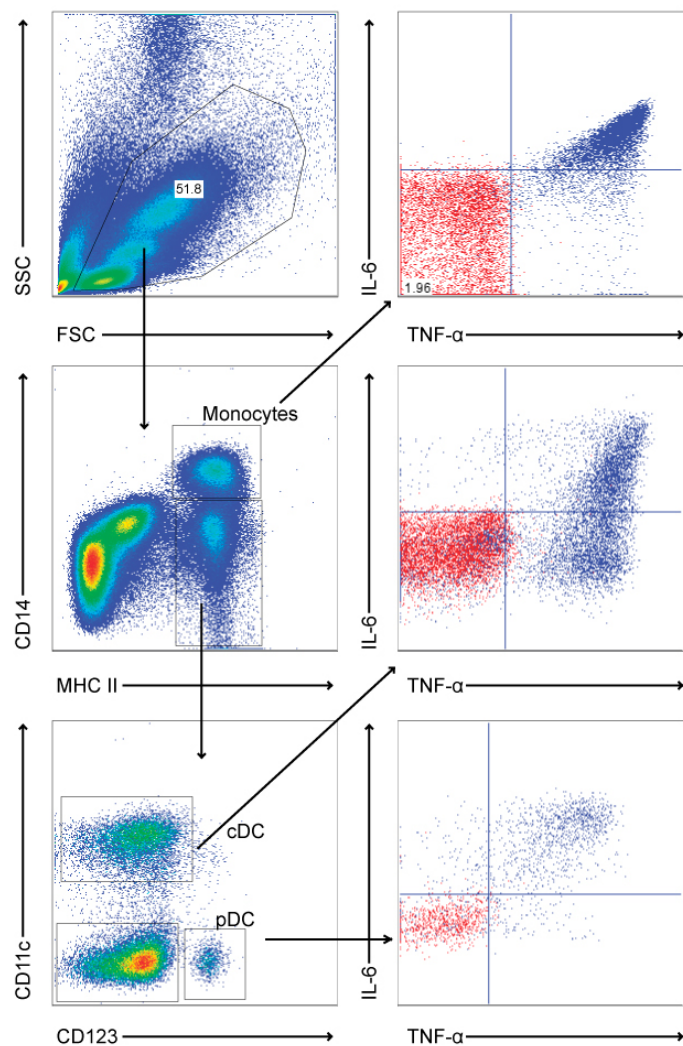 SSC
51.8
FSC
IL-6
1.96
TNF-α
CD14
Monocytes
MHC II
IL-6
TNF-α
CD11c
cDC
pDC
CD123
IL-6
TNF-α